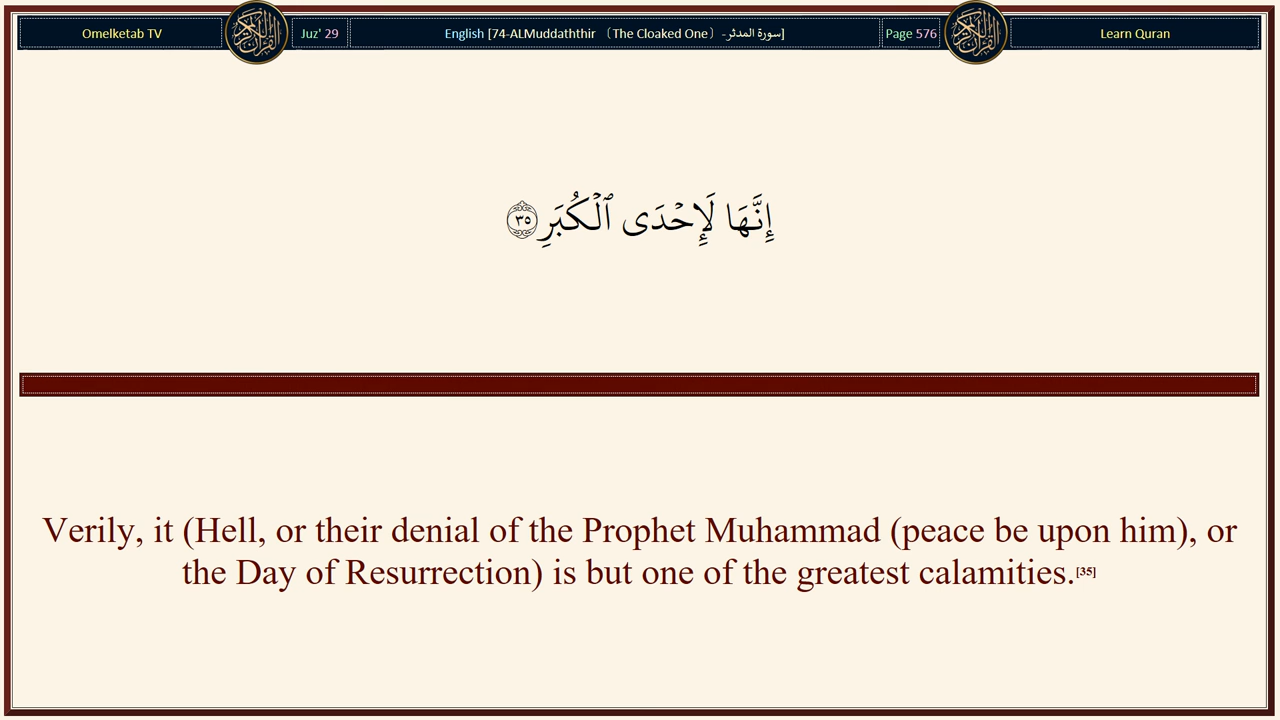 Omelketab TV
Juz' 29
English [74-ALMuddaththir 〔The Cloaked One〕 -سورة المدثر]
Page 576
Learn Quran
إِنَّهَا لَإِحۡدَى ٱلۡكُبَرِ ٣٥
Verily, it (Hell, or their denial of the Prophet Muhammad (peace be upon him), or
the Day of Resurrection) is but one of the greatest calamities.[35]